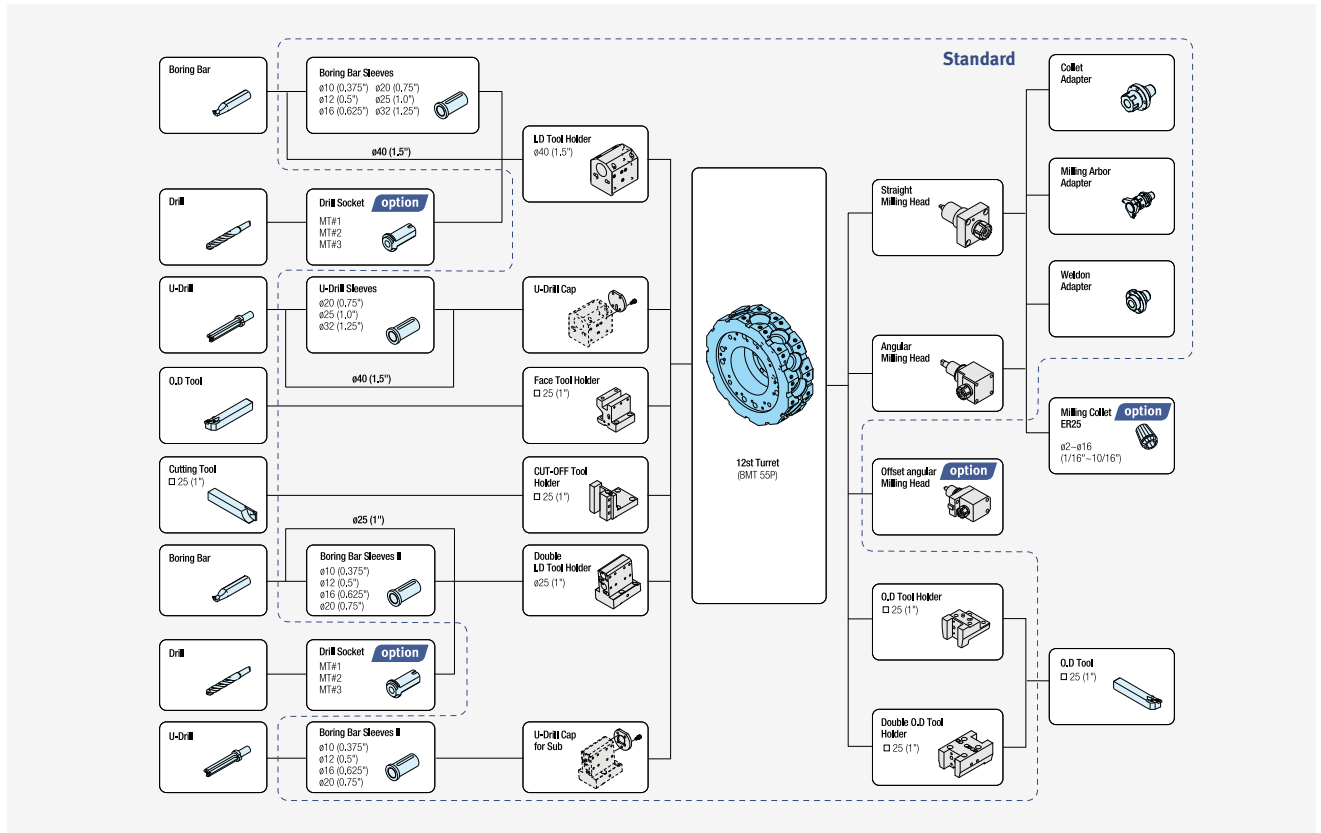 Standard
Boring Bar
Boring Bar Sleeves
ø10 (0.375") ø20 (0.75")
ø12 (0.5") ø25 (1.0")
ø16 (0.625") ø32 (1.25")
ø40 (1.5")
Drill
Drill Socket
option
MT#1
MT#2
MT#3
I.D Tool Holder
ø40 (1.5")
U-Drill
U-Drill Sleeves
ø20 (0.75")
ø25 (1.0")
ø32 (1.25")
ø40 (1.5")
U-Drill Cap
O.D Tool
Face Tool Holder
□ 25 (1")
Cutting Tool
□ 25 (1")
CUT-OFF Tool
Holder
□ 25 (1")
ø25 (1")
Boring Bar
Boring Bar Sleeves II
ø10 (0.375")
ø12 (0.5")
ø16 (0.625")
ø20 (0.75")
Double
I.D Tool Holder
ø25 (1")
Drill
Drill Socket
option
MT#1
MT#2
MT#3
U-Drill
Boring Bar Sleeves II
ø10 (0.375")
ø12 (0.5")
ø16 (0.625")
ø20 (0.75")
U-Drill Cap
for Sub
12st Turret
(BMT 55P)
Straight
Milling Head
Angular
Milling Head
Offset angular
Milling Head
option
O.D Tool Holder
□ 25 (1")
Double O.D Tool
Holder
□ 25 (1")
Collet
Adapter
Milling Arbor
Adapter
Weldon
Adapter
Milling Collet
ER25
option
ø2~ø16
(1/16"~10/16")
O.D Tool
□ 25 (1")